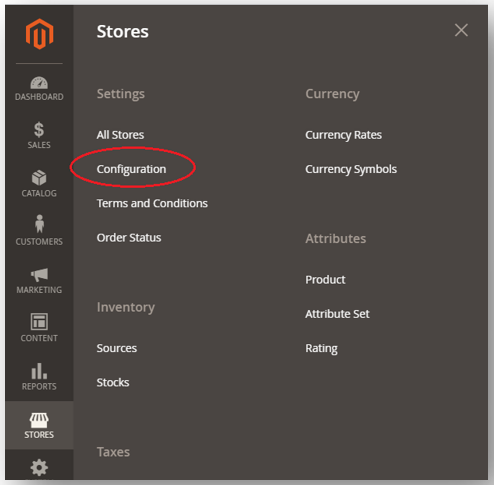 Stores
DASHBOARD
SALES
CATALOG
CUSTOMERS
MARKETING
CONTENT
REPORTS
STORES
Settings
All Stores
Configuration
Terms and Conditions
Order Status
Inventory
Sources
Stocks
Taxes
Currency
Currency Rates
Currency Symbols
Attributes
Product
Attribute Set
Rating